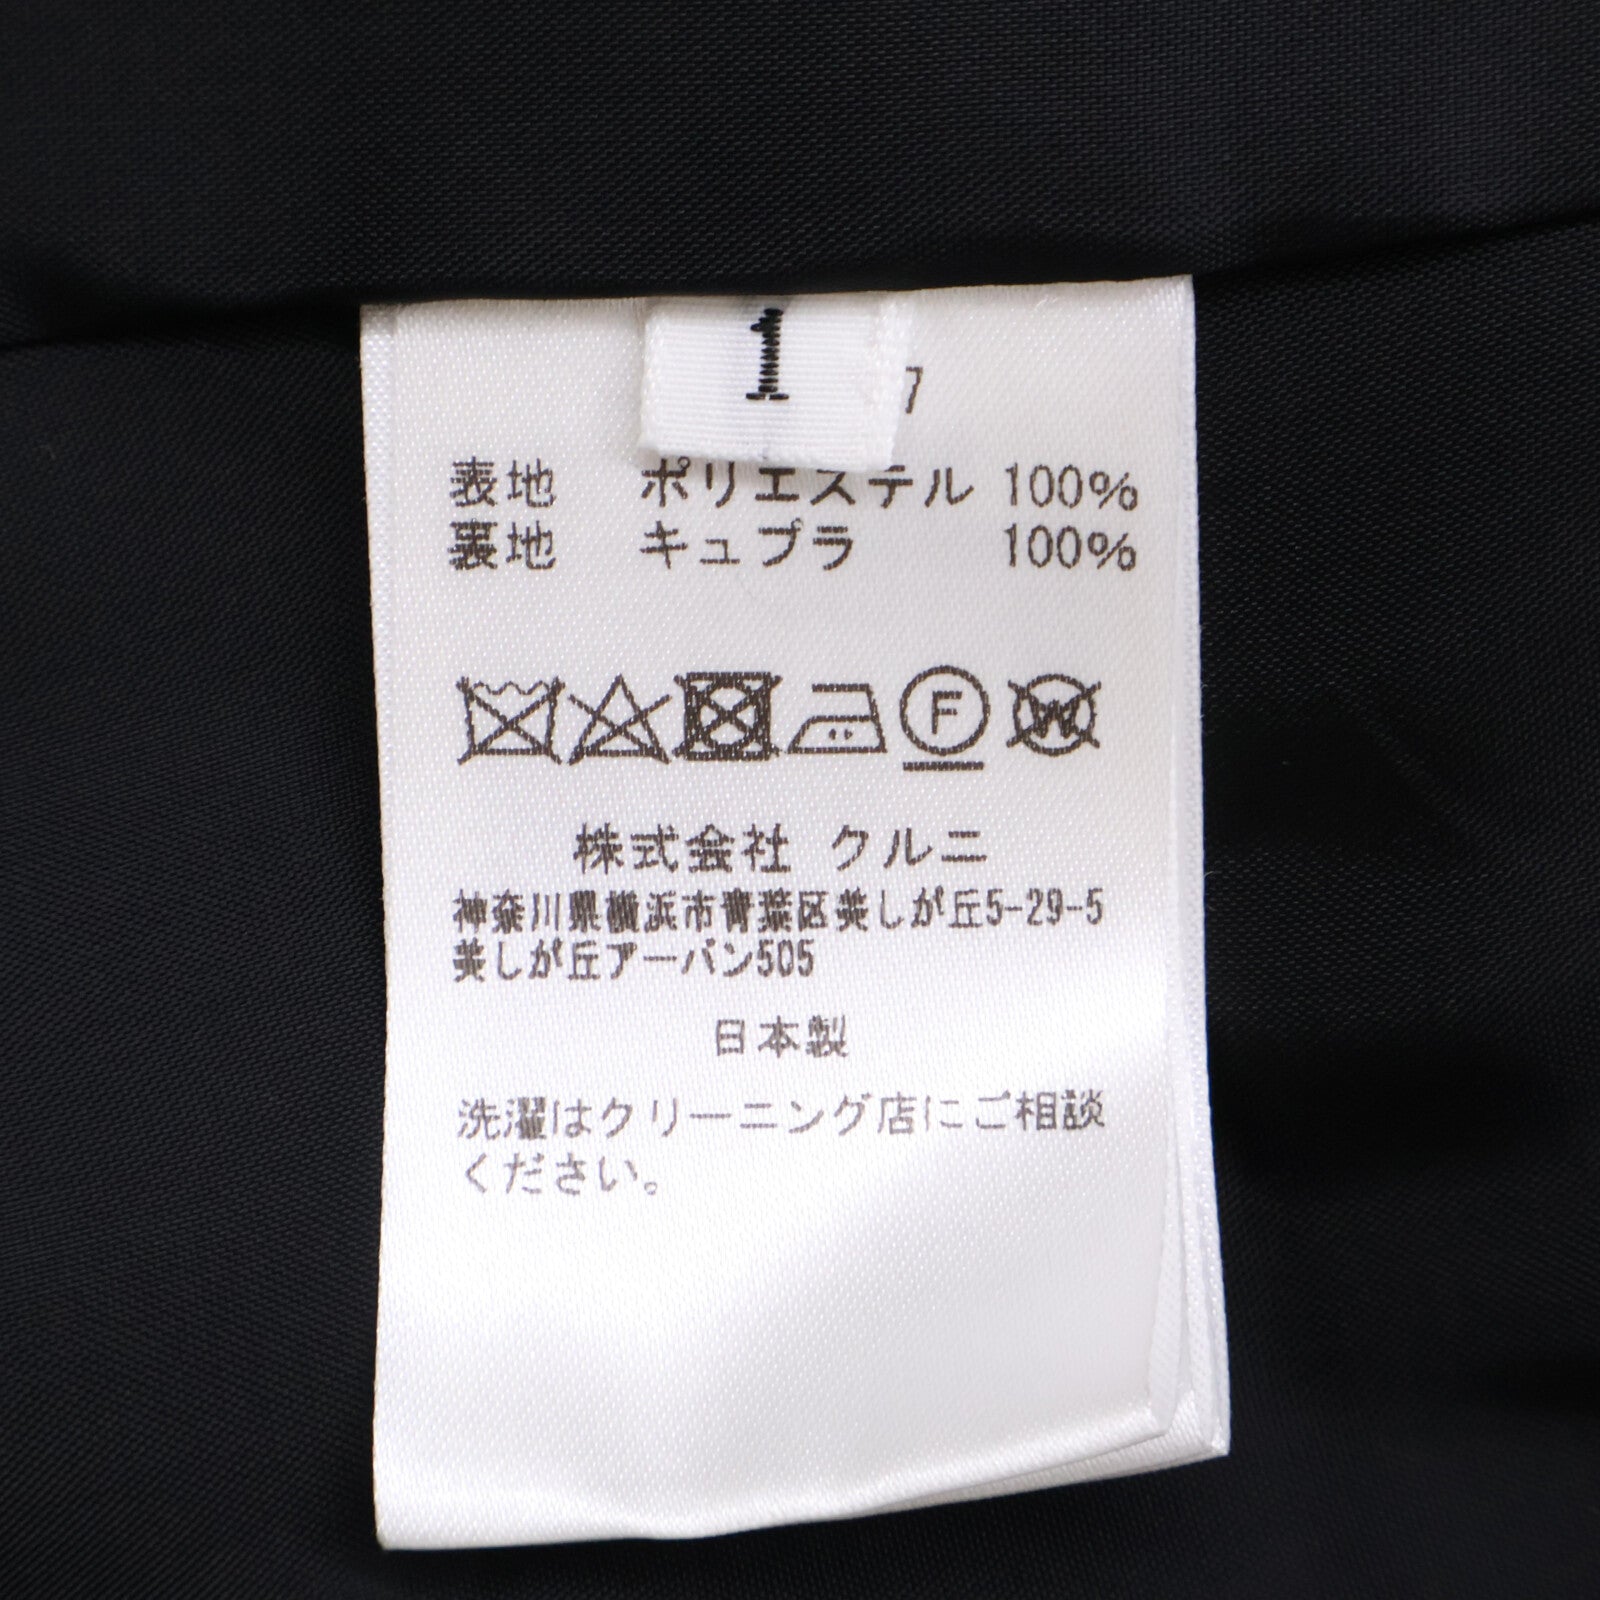 1
7
表地 ポリエステル 100%
裏地 キュプラ 100%
F W
株式会社 クルニ
神奈川県横浜市青葉区美しが丘5-29-5
美しが丘アーバン505
日本製
洗濯はクリーニング店にご相談
ください。